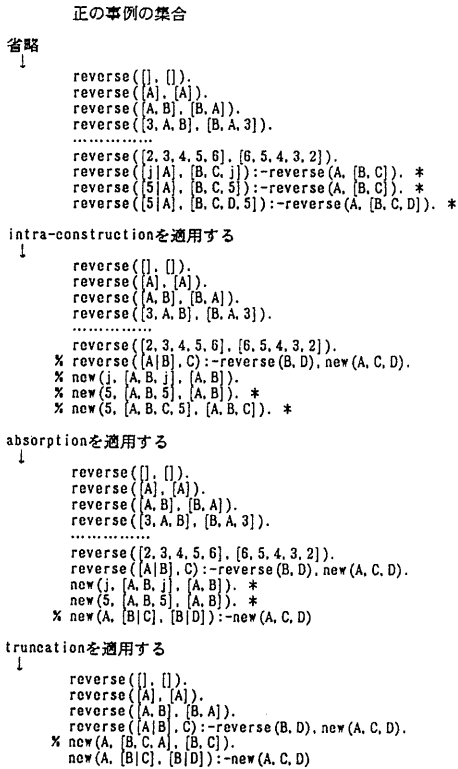 正の事例の集合
省略
↓
reverse([], []).
reverse([A], [A]).
reverse([A, B], [B, A]).
reverse([3, A, B], [B, A, 3]).
……………
reverse([2, 3, 4, 5, 6], [6, 5, 4, 3, 2]).
reverse([j|A], [B, C, j]):-reverse(A, [B, C]). *
reverse([5|A], [B, C, 5]):-reverse(A, [B, C]). *
reverse([5|A], [B, C, D, 5]):-reverse(A, [B, C, D]). *
intra-constructionを適用する
↓
reverse([], []).
reverse([A], [A]).
reverse([A, B], [B, A]).
reverse([3, A, B], [B, A, 3]).
……………
reverse([2, 3, 4, 5, 6], [6, 5, 4, 3, 2]).
% reverse([A|B], C):-reverse(B, D), new(A, C, D).
% new(j, [A, B, j], [A, B]).
% new(5, [A, B, 5], [A, B]). *
% new(5, [A, B, C, 5], [A, B, C]). *
absorptionを適用する
↓
reverse([], []).
reverse([A], [A]).
reverse([A, B], [B, A]).
reverse([3, A, B], [B, A, 3]).
……………
reverse([2, 3, 4, 5, 6], [6, 5, 4, 3, 2]).
reverse([A|B], C):-reverse(B, D), new(A, C, D).
new(j, [A, B, j], [A, B]). *
new(5, [A, B, 5], [A, B]). *
% new(A, [B|C], [B|D]):-new(A, C, D)
truncationを適用する
↓
reverse([], []).
reverse([A], [A]).
reverse([A, B], [B, A]).
reverse([A|B], C):-reverse(B, D), new(A, C, D).
% new(A, [B, C, A], [B, C]).
new(A, [B|C], [B|D]):-new(A, C, D)